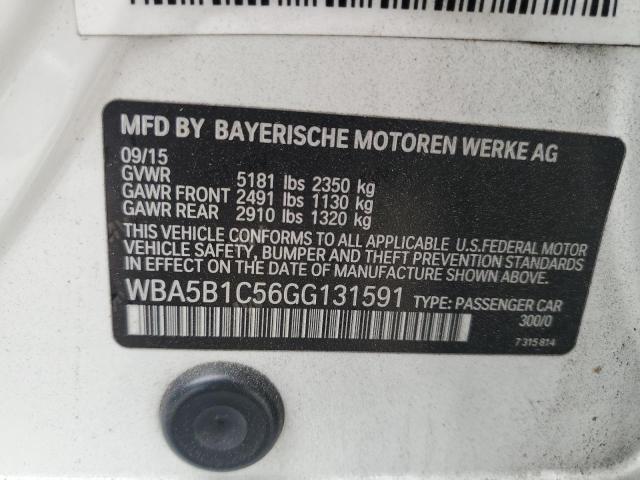 MFD BY BAYERISCHE MOTOREN WERKE AG
09/15
GVWR 5181 lbs 2350 kg
GAWR FRONT 2491 lbs 1130 kg
GAWR REAR 2910 lbs 1320 kg
THIS VEHICLE CONFORMS TO ALL APPLICABLE U.S.FEDERAL MOTOR
VEHICLE SAFETY, BUMPER, AND THEFT PREVENTION STANDARDS
IN EFFECT ON THE DATE OF MANUFACTURE SHOWN ABOVE.
WBA5B1C56GG131591 TYPE: PASSENGER CAR
300/0
7 315 814